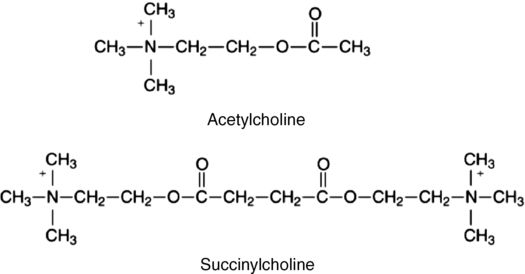 CH₃ O
+
CH₃—N—CH₂—CH₂—O—C—CH₃
CH₃
Acetylcholine
CH₃ O O CH₃
+ +
CH₃—N—CH₂—CH₂—O—C—CH₂—CH₂—C—O—CH₂—CH₂—N—CH₃
CH₃ CH₃
Succinylcholine